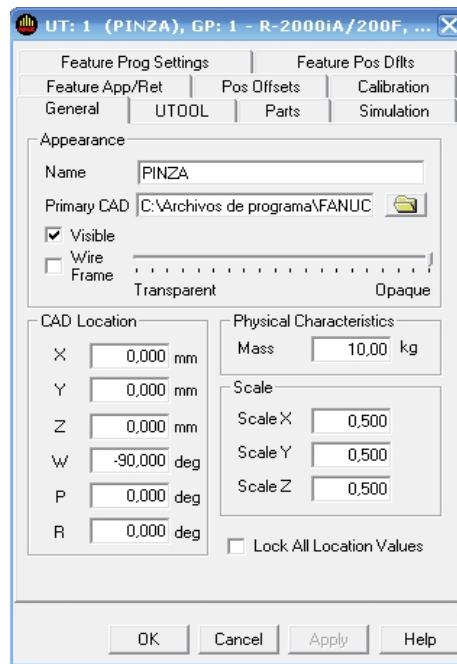 UT: 1 (PINZA), GP: 1 - R-2000iA/200F, ...
Feature Prog Settings Feature Pos Dflts
Feature App/Ret Pos Offsets Calibration
General UTOOL Parts Simulation
Appearance
Name PINZA
Primary CAD C:\Archivos de programa\FANUC
Visible
Wire
Frame
Transparent Opaque
CAD Location Physical Characteristics
X 0,000 mm Mass 10,00 kg
Y 0,000 mm Scale
Z 0,000 mm Scale X 0,500
W -90,000 deg Scale Y 0,500
P 0,000 deg Scale Z 0,500
R 0,000 deg Lock All Location Values
OK Cancel Apply Help